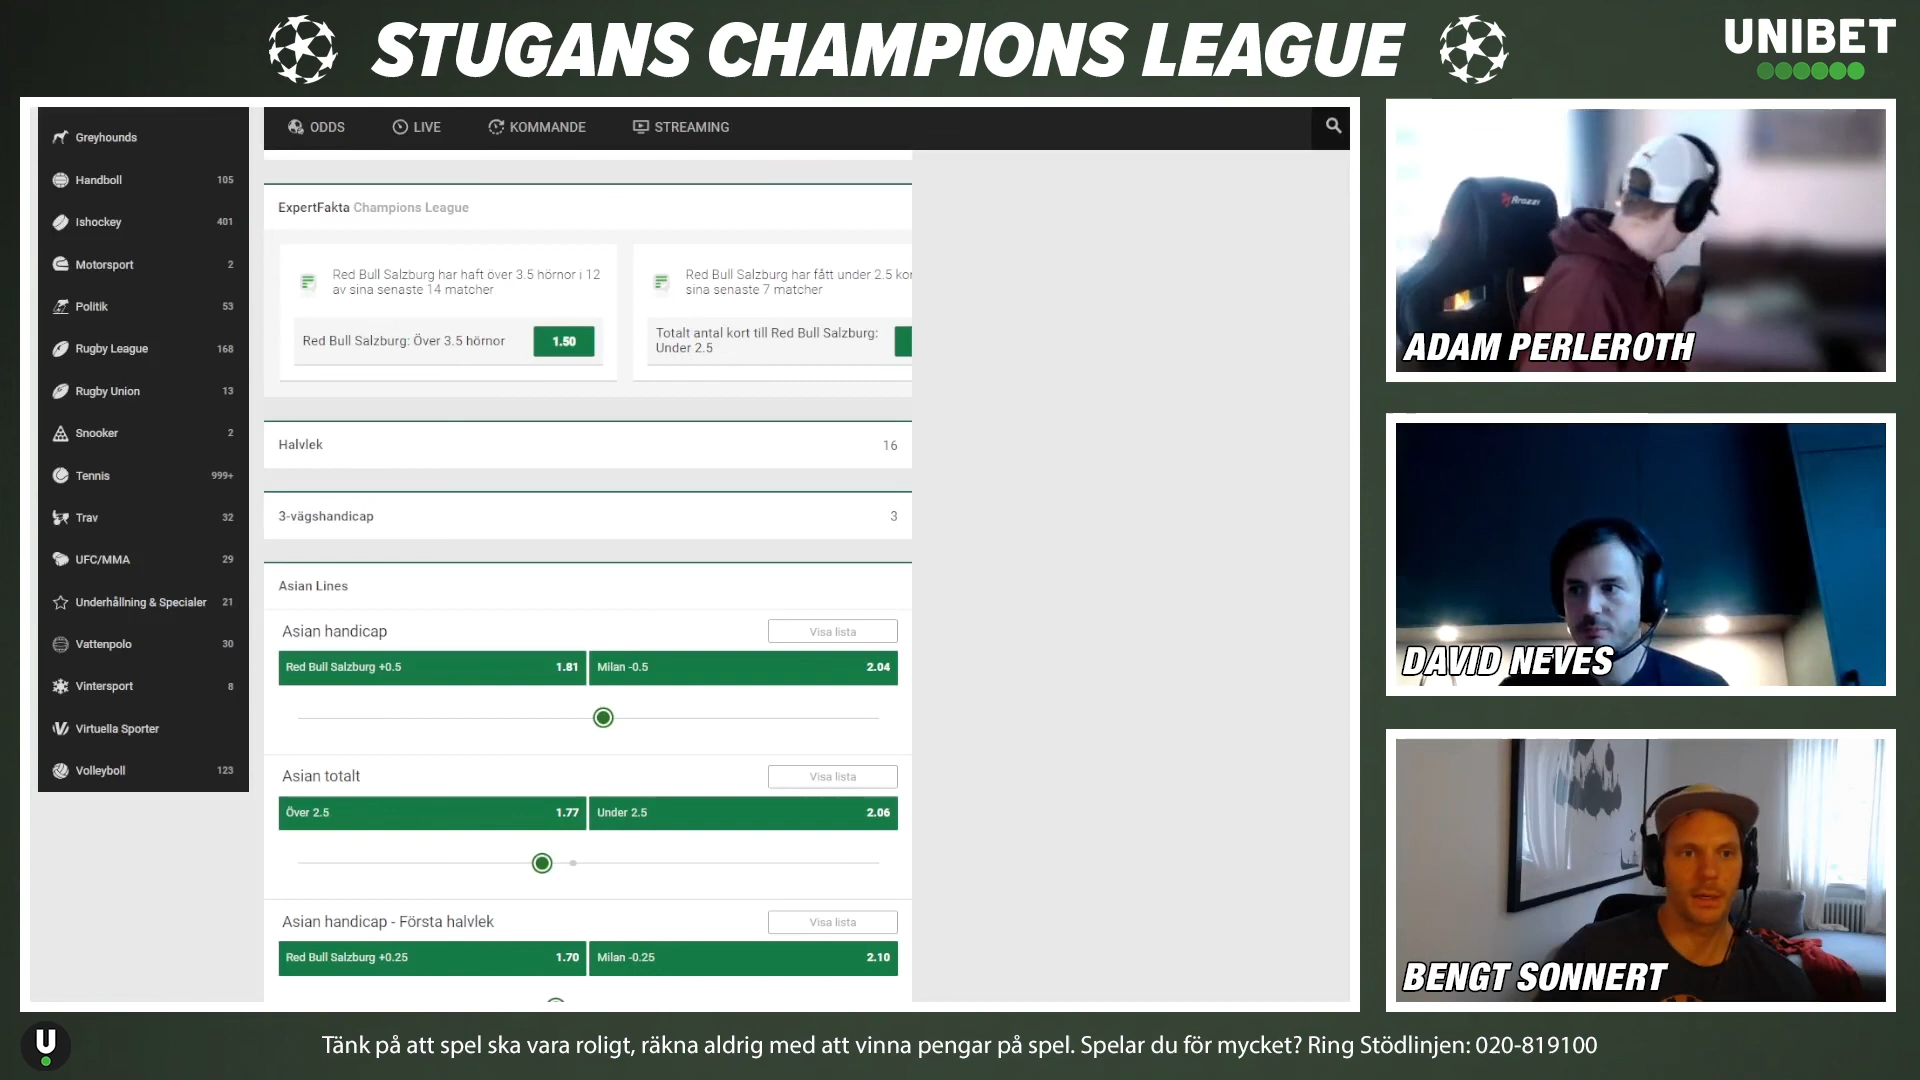 STUGANS CHAMPIONS LEAGUE
UNIBET
Greyhounds
Handboll 105
Ishockey 401
Motorsport 2
Politik 53
Rugby League 168
Rugby Union 13
Snooker 2
Tennis 999+
Trav 32
UFC/MMA 29
Underhållning & Specialer 21
Vattenpolo 30
Vintersport 8
Virtuella Sporter
Volleyboll 123
ODDS LIVE KOMMANDE STREAMING
ExpertFakta Champions League
Red Bull Salzburg har haft över 3.5 hörnor i 12
av sina senaste 14 matcher
Red Bull Salzburg: Över 3.5 hörnor 1.50
Red Bull Salzburg har fått under 2.5 kor
sina senaste 7 matcher
Totalt antal kort till Red Bull Salzburg:
Under 2.5
Halvlek 16
3-vägshandicap 3
Asian Lines
Asian handicap Visa lista
Red Bull Salzburg +0.5 1.81 Milan -0.5 2.04
Asian totalt Visa lista
Över 2.5 1.77 Under 2.5 2.06
Asian handicap - Första halvlek Visa lista
Red Bull Salzburg +0.25 1.70 Milan -0.25 2.10
Arozzi
ADAM PERLEROTH
DAVID NEVES
BENGT SONNERT
U
Tänk på att spel ska vara roligt, räkna aldrig med att vinna pengar på spel. Spelar du för mycket? Ring Stödlinjen: 020-819100